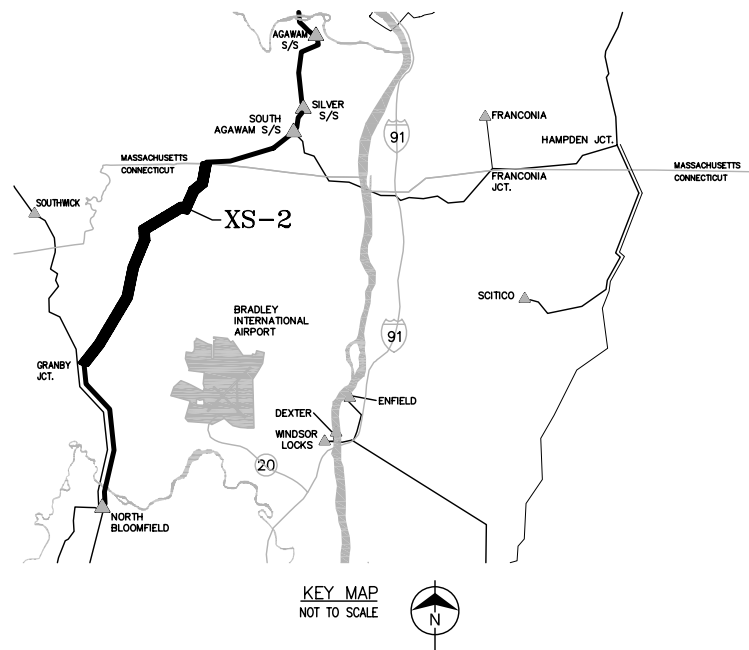 AGAWAM
S/S
SILVER
S/S
SOUTH
AGAWAM S/S
FRANCONIA
91
HAMPDEN JCT.
MASSACHUSETTS
CONNECTICUT
MASSACHUSETTS
CONNECTICUT
FRANCONIA
JCT.
SOUTHWICK
XS-2
SCITICO
BRADLEY
INTERNATIONAL
AIRPORT
91
GRANBY
JCT.
ENFIELD
DEXTER
WINDSOR
LOCKS
20
NORTH
BLOOMFIELD
KEY MAP
NOT TO SCALE
N